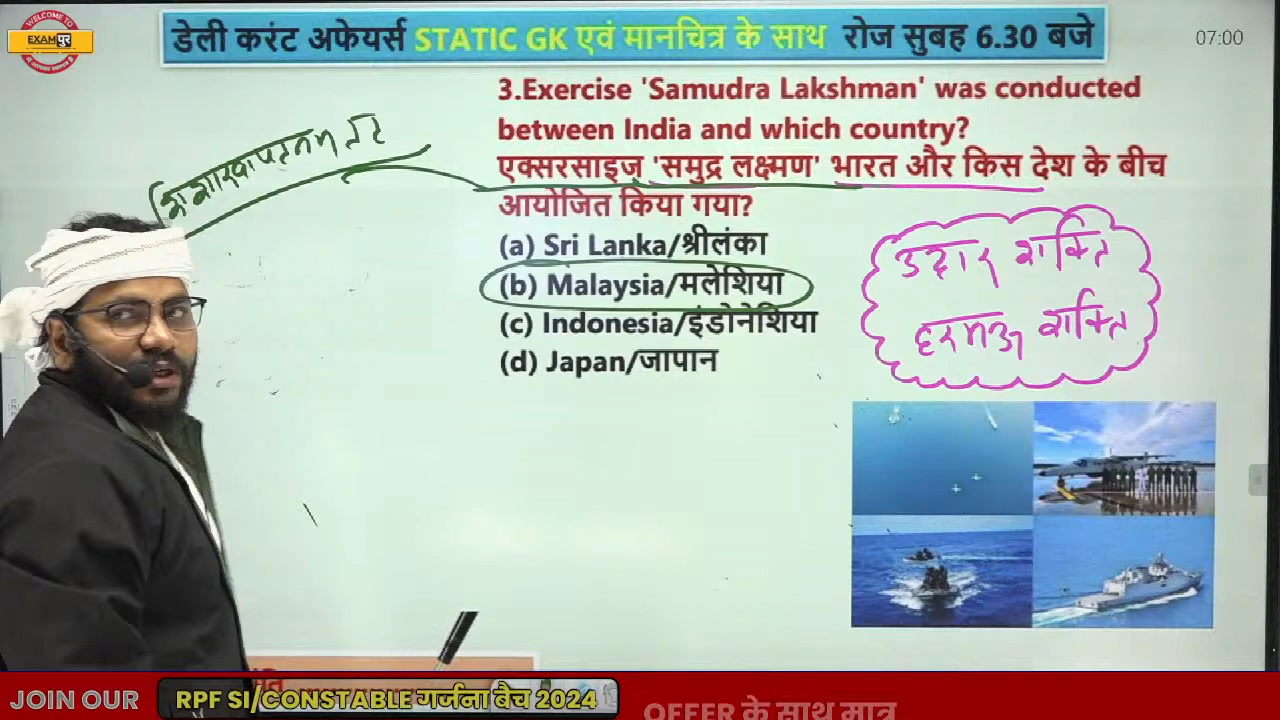 WELCOME TO
EXAMपुर
डेली करंट अफेयर्स STATIC GK एवं मानचित्र के साथ रोज सुबह 6.30 बजे
07:00
3.Exercise 'Samudra Lakshman' was conducted
between India and which country?
एक्सरसाइज 'समुद्र लक्ष्मण' भारत और किस देश के बीच
आयोजित किया गया?
(a) Sri Lanka/श्रीलंका
(b) Malaysia/मलेशिया
(c) Indonesia/इंडोनेशिया
(d) Japan/जापान
उदार शक्ति
हरमऊ शक्ति
JOIN OUR
RPF SI/CONSTABLE गर्जना बैच 2024
OFFER के साथ मात्र